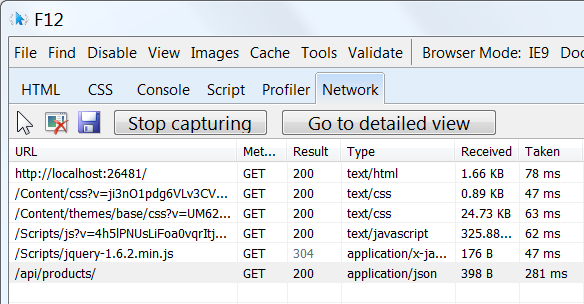 F12
File Find Disable View Images Cache Tools Validate Browser Mode: IE9 Doc
HTML CSS Console Script Profiler Network
Stop capturing Go to detailed view
URL Met... Result Type Received Taken
http://localhost:26481/ GET 200 text/html 1.66 KB 78 ms
/Content/css?v=ji3nO1pdg6VLv3CV... GET 200 text/css 0.89 KB 47 ms
/Content/themes/base/css?v=UM62... GET 200 text/css 24.73 KB 63 ms
/Scripts/js?v=4h5lPNUsLiFoa0vqrItj... GET 200 text/javascript 325.88... 62 ms
/Scripts/jquery-1.6.2.min.js GET 304 application/x-ja... 176 B 47 ms
/api/products/ GET 200 application/json 398 B 281 ms